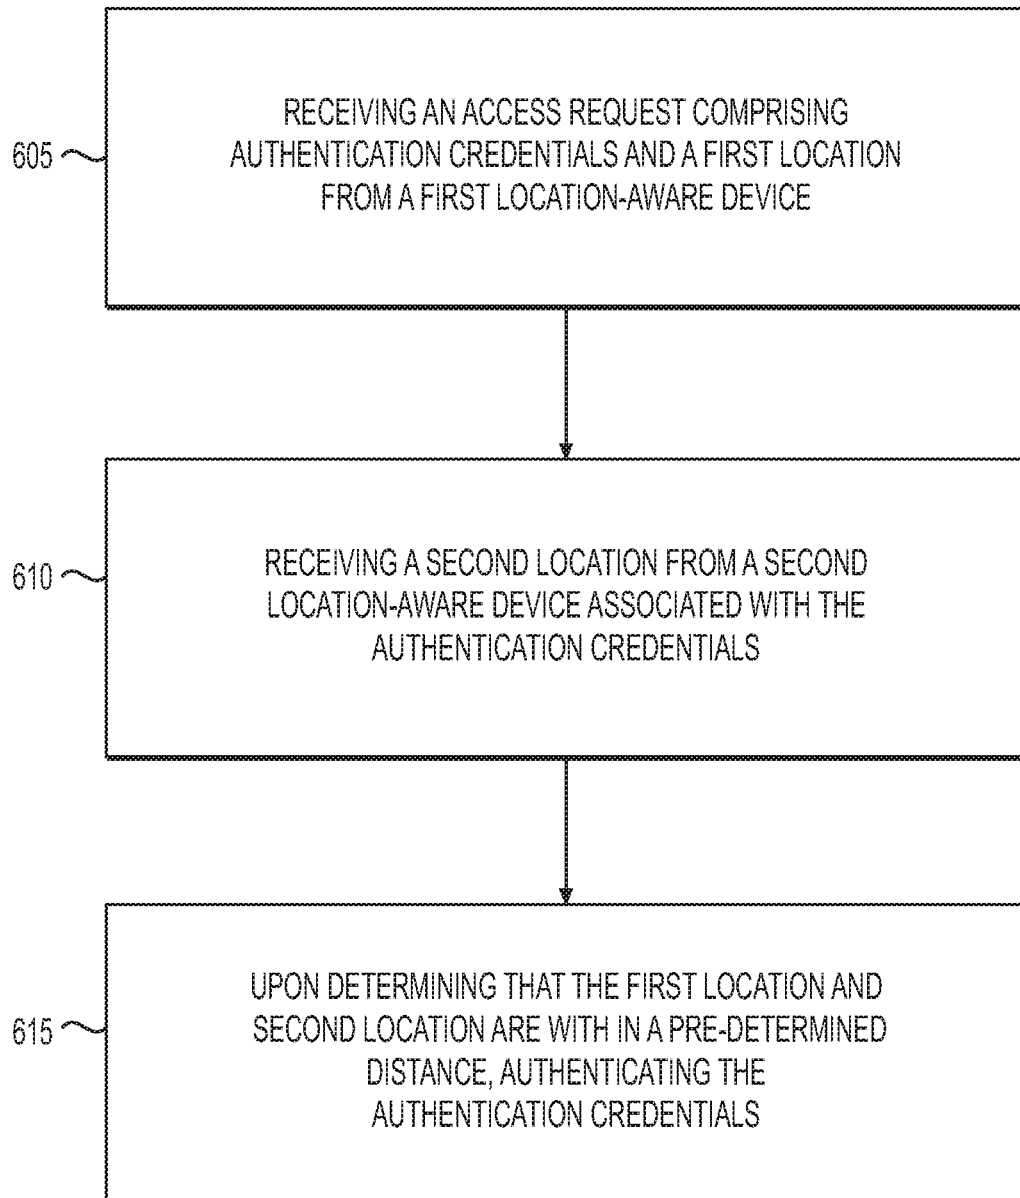 RECEIVING AN ACCESS REQUEST COMPRISING
605
AUTHENTICATION CREDENTIALS AND A FIRST LOCATION
FROM A FIRST LOCATION-AWARE DEVICE
RECEIVING A SECOND LOCATION FROM A SECOND
610
LOCATION-AWARE DEVICE ASSOCIATED WITH THE
AUTHENTICATION CREDENTIALS
UPON DETERMINING THAT THE FIRST LOCATION AND
615
SECOND LOCATION ARE WITH IN A PRE-DETERMINED
DISTANCE, AUTHENTICATING THE
AUTHENTICATION CREDENTIALS